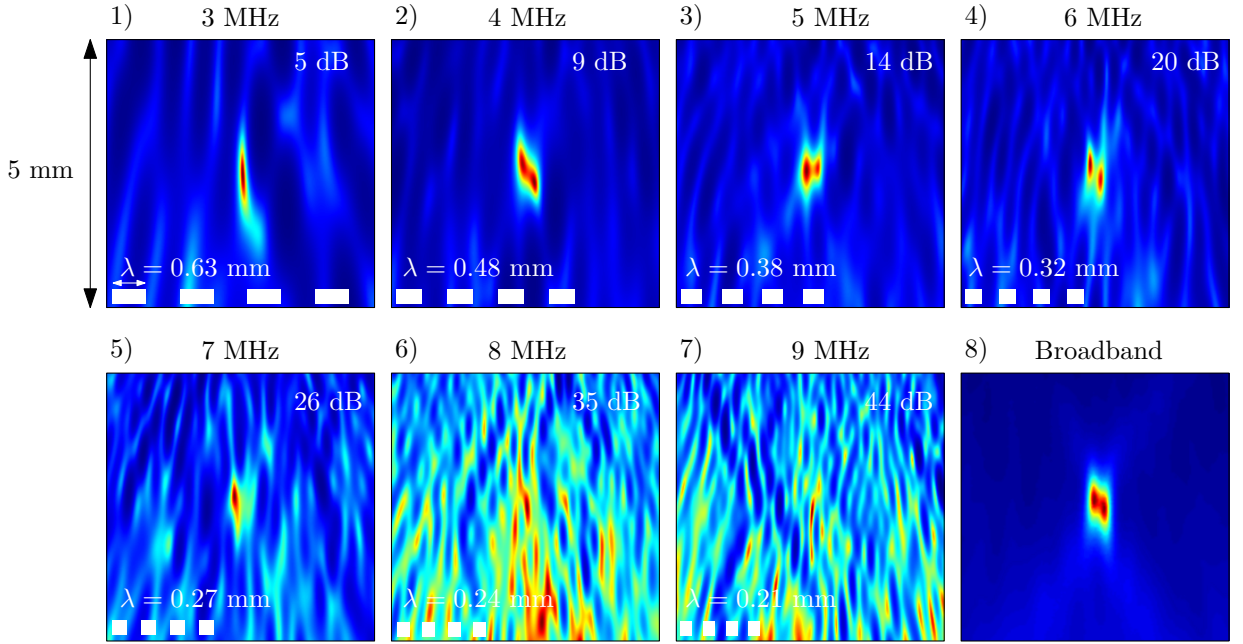 1) 3 MHz
2) 4 MHz
3) 5 MHz
4) 6 MHz
5 dB
9 dB
14 dB
20 dB
5 mm
λ = 0.63 mm
λ = 0.48 mm
λ = 0.38 mm
λ = 0.32 mm
5) 7 MHz
6) 8 MHz
7) 9 MHz
8) Broadband
26 dB
35 dB
44 dB
λ = 0.27 mm
λ = 0.24 mm
λ = 0.21 mm